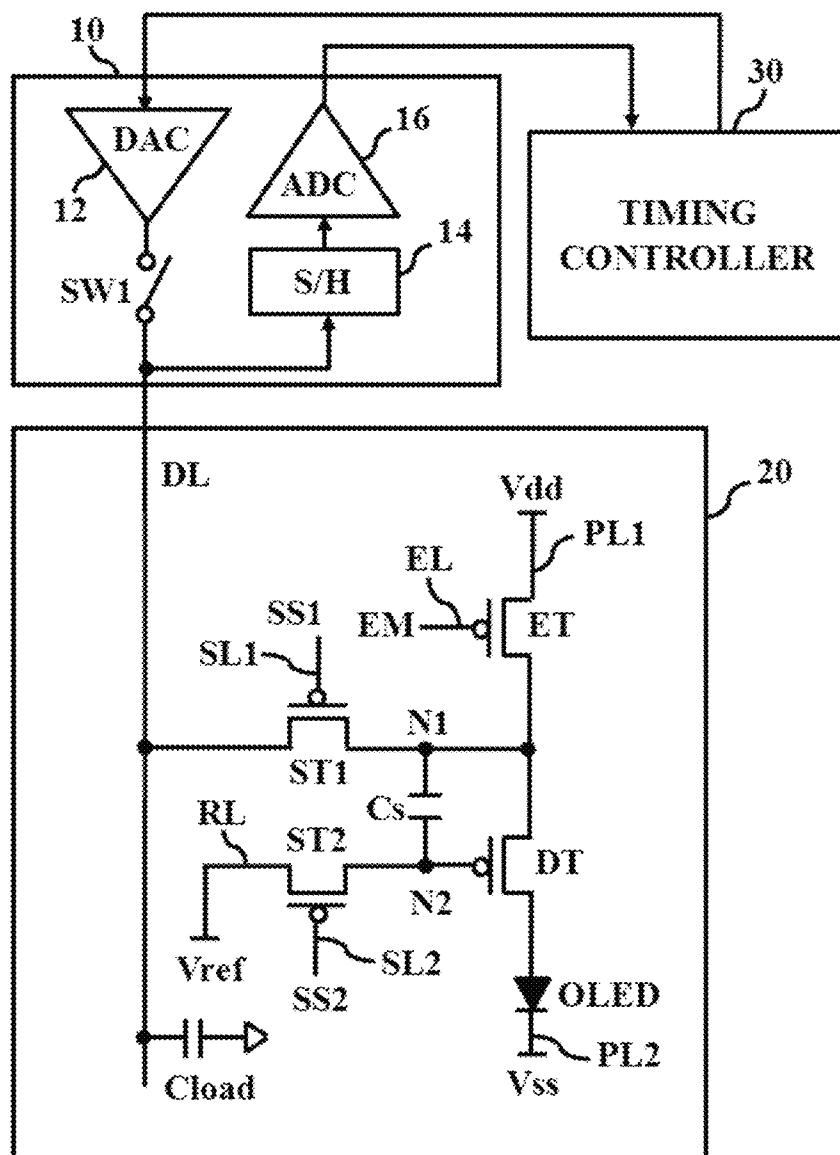 10
30
DAC
16
12
ADC
TIMING
CONTROLLER
14
SW1
S/H
DL
20
Vdd
PL1
EL
SS1
EM
ET
SL1
N1
ST1
Cs
RL
ST2
DT
N2
Vref
SL2
SS2
OLED
PL2
Cload
Vss